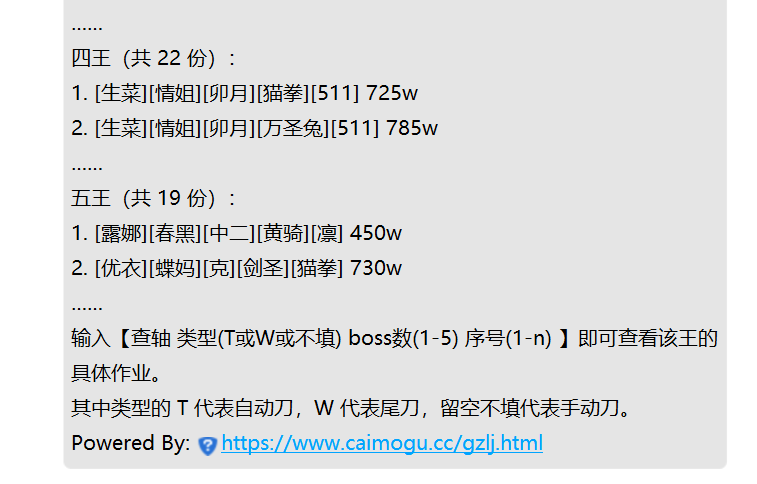 ......
四王（共 22 份）：
1. [生菜][情姐][卯月][猫拳][511] 725w
2. [生菜][情姐][卯月][万圣兔][511] 785w
......
五王（共 19 份）：
1. [露娜][春黑][中二][黄骑][凛] 450w
2. [优衣][蝶妈][克][剑圣][猫拳] 730w
......
输入【查轴 类型(T或W或不填) boss数(1-5) 序号(1-n) 】即可查看该王的
具体作业。
其中类型的 T 代表自动刀，W 代表尾刀，留空不填代表手动刀。
Powered By: https://www.caimogu.cc/gzlj.html